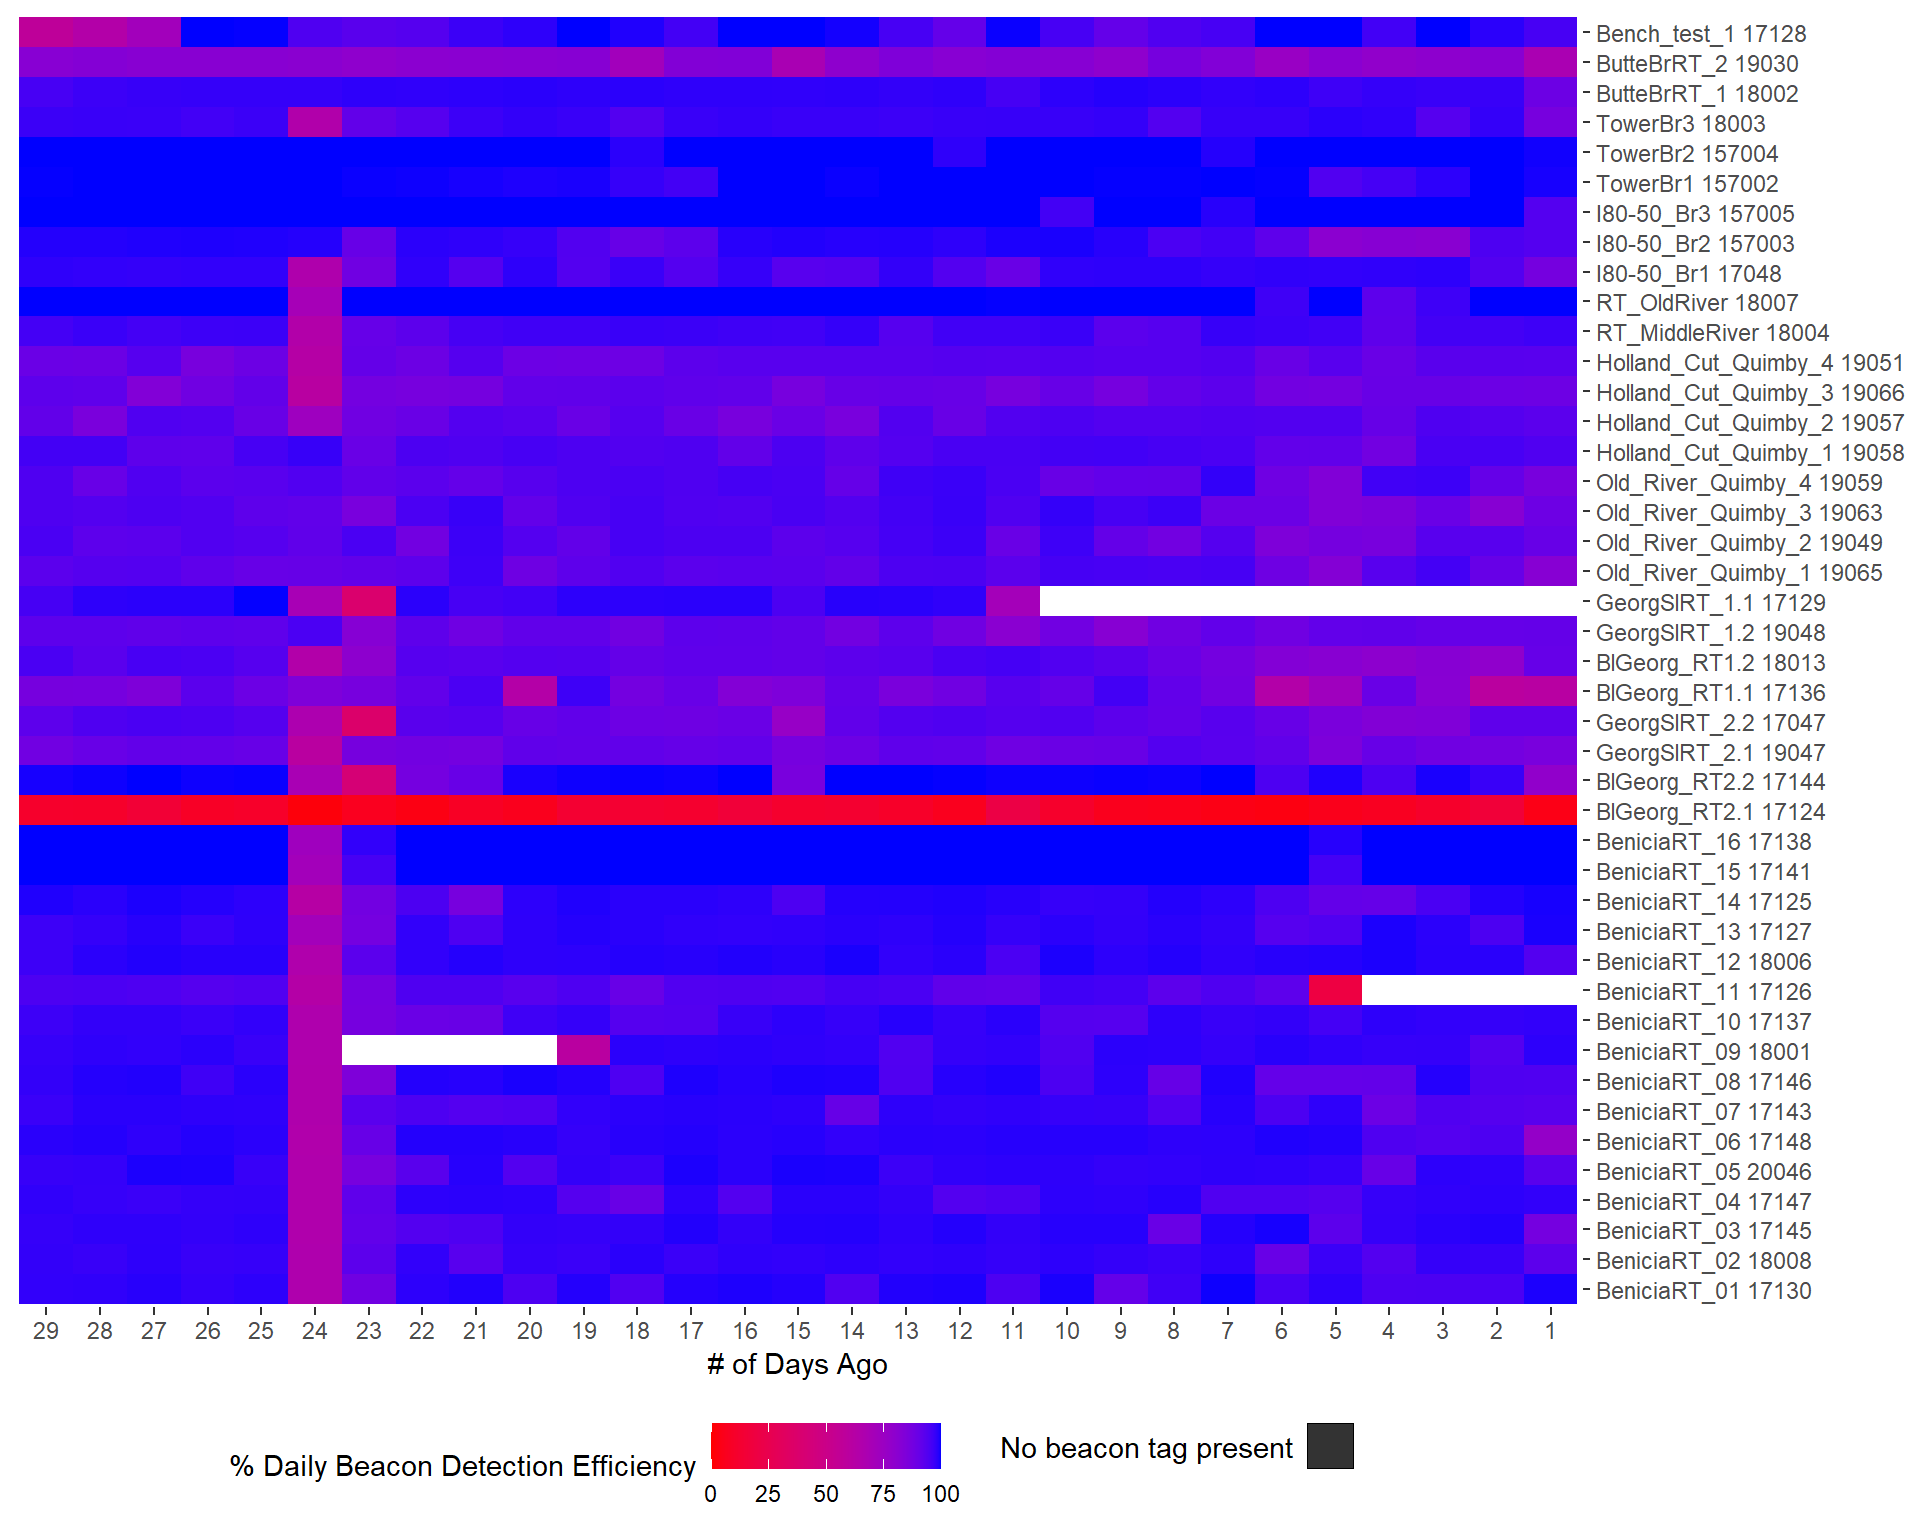 Bench_test_1 17128
ButteBrRT_2 19030
ButteBrRT_1 18002
TowerBr3 18003
TowerBr2 157004
TowerBr1 157002
I80-50_Br3 157005
I80-50_Br2 157003
I80-50_Br1 17048
RT_OldRiver 18007
RT_MiddleRiver 18004
Holland_Cut_Quimby_4 19051
Holland_Cut_Quimby_3 19066
Holland_Cut_Quimby_2 19057
Holland_Cut_Quimby_1 19058
Old_River_Quimby_4 19059
Old_River_Quimby_3 19063
Old_River_Quimby_2 19049
Old_River_Quimby_1 19065
GeorgSlRT_1.1 17129
GeorgSlRT_1.2 19048
BlGeorg_RT1.2 18013
BlGeorg_RT1.1 17136
GeorgSlRT_2.2 17047
GeorgSlRT_2.1 19047
BlGeorg_RT2.2 17144
BlGeorg_RT2.1 17124
BeniciaRT_16 17138
BeniciaRT_15 17141
BeniciaRT_14 17125
BeniciaRT_13 17127
BeniciaRT_12 18006
BeniciaRT_11 17126
BeniciaRT_10 17137
BeniciaRT_09 18001
BeniciaRT_08 17146
BeniciaRT_07 17143
BeniciaRT_06 17148
BeniciaRT_05 20046
BeniciaRT_04 17147
BeniciaRT_03 17145
BeniciaRT_02 18008
BeniciaRT_01 17130
29 28 27 26 25 24 23 22 21 20 19 18 17 16 15 14 13 12 11 10 9 8 7 6 5 4 3 2 1
# of Days Ago
% Daily Beacon Detection Efficiency
0 25 50 75 100
No beacon tag present